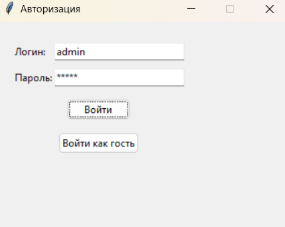 Авторизация
Логин: admin
Пароль: *****
Войти
Войти как гость